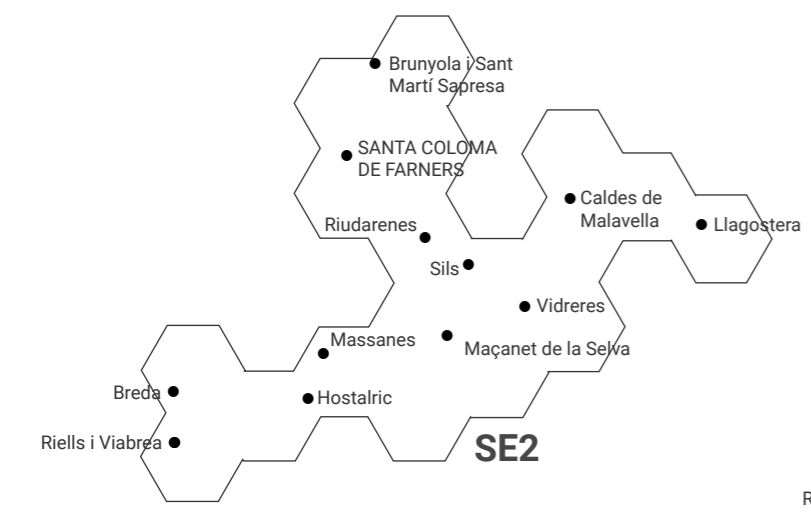 Brunyola i Sant
Martí Sapresa
SANTA COLOMA
DE FARNERS
Caldes de
Malavella
Llagostera
Riudarenes
Sils
Vidreres
Massanes
Maçanet de la Selva
Breda
Hostalric
Riells i Viabrea
SE2
R